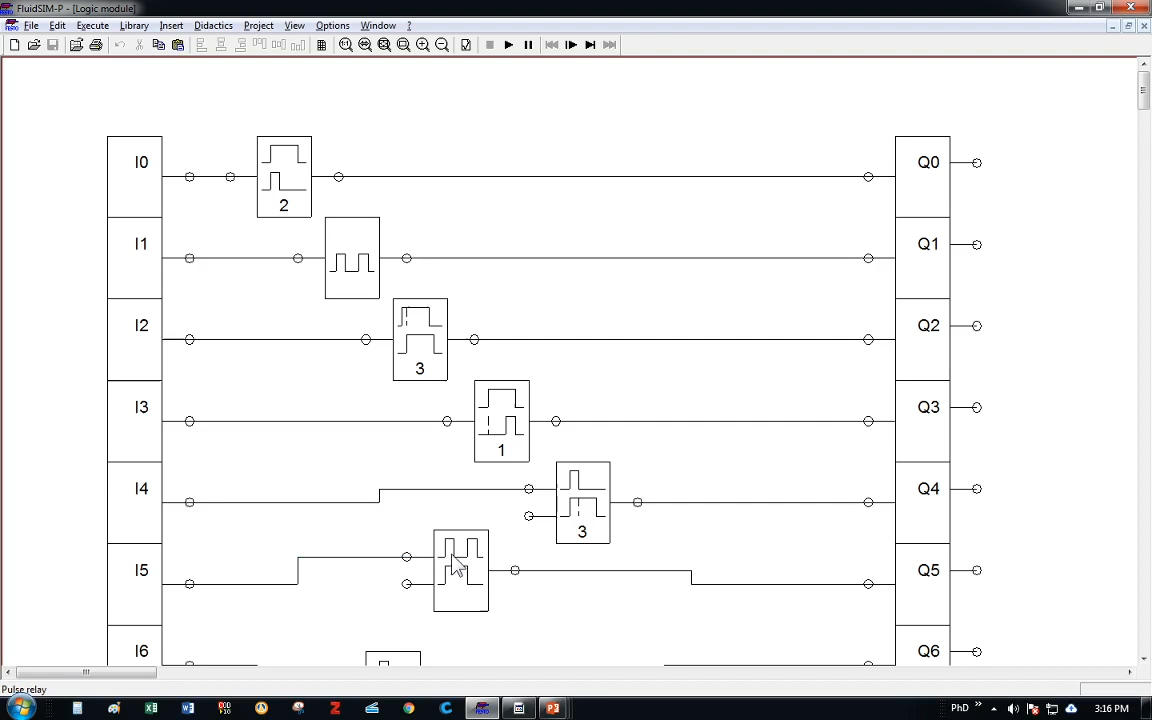 FluidSIM-P - [Logic module]
File Edit Execute Library Insert Didactics Project View Options Window ?
I0 Q0
2
I1 Q1
I2 Q2
3
I3 Q3
1
I4 Q4
3
I5 Q5
I6 Q6
Pulse relay
PhD » 3:16 PM